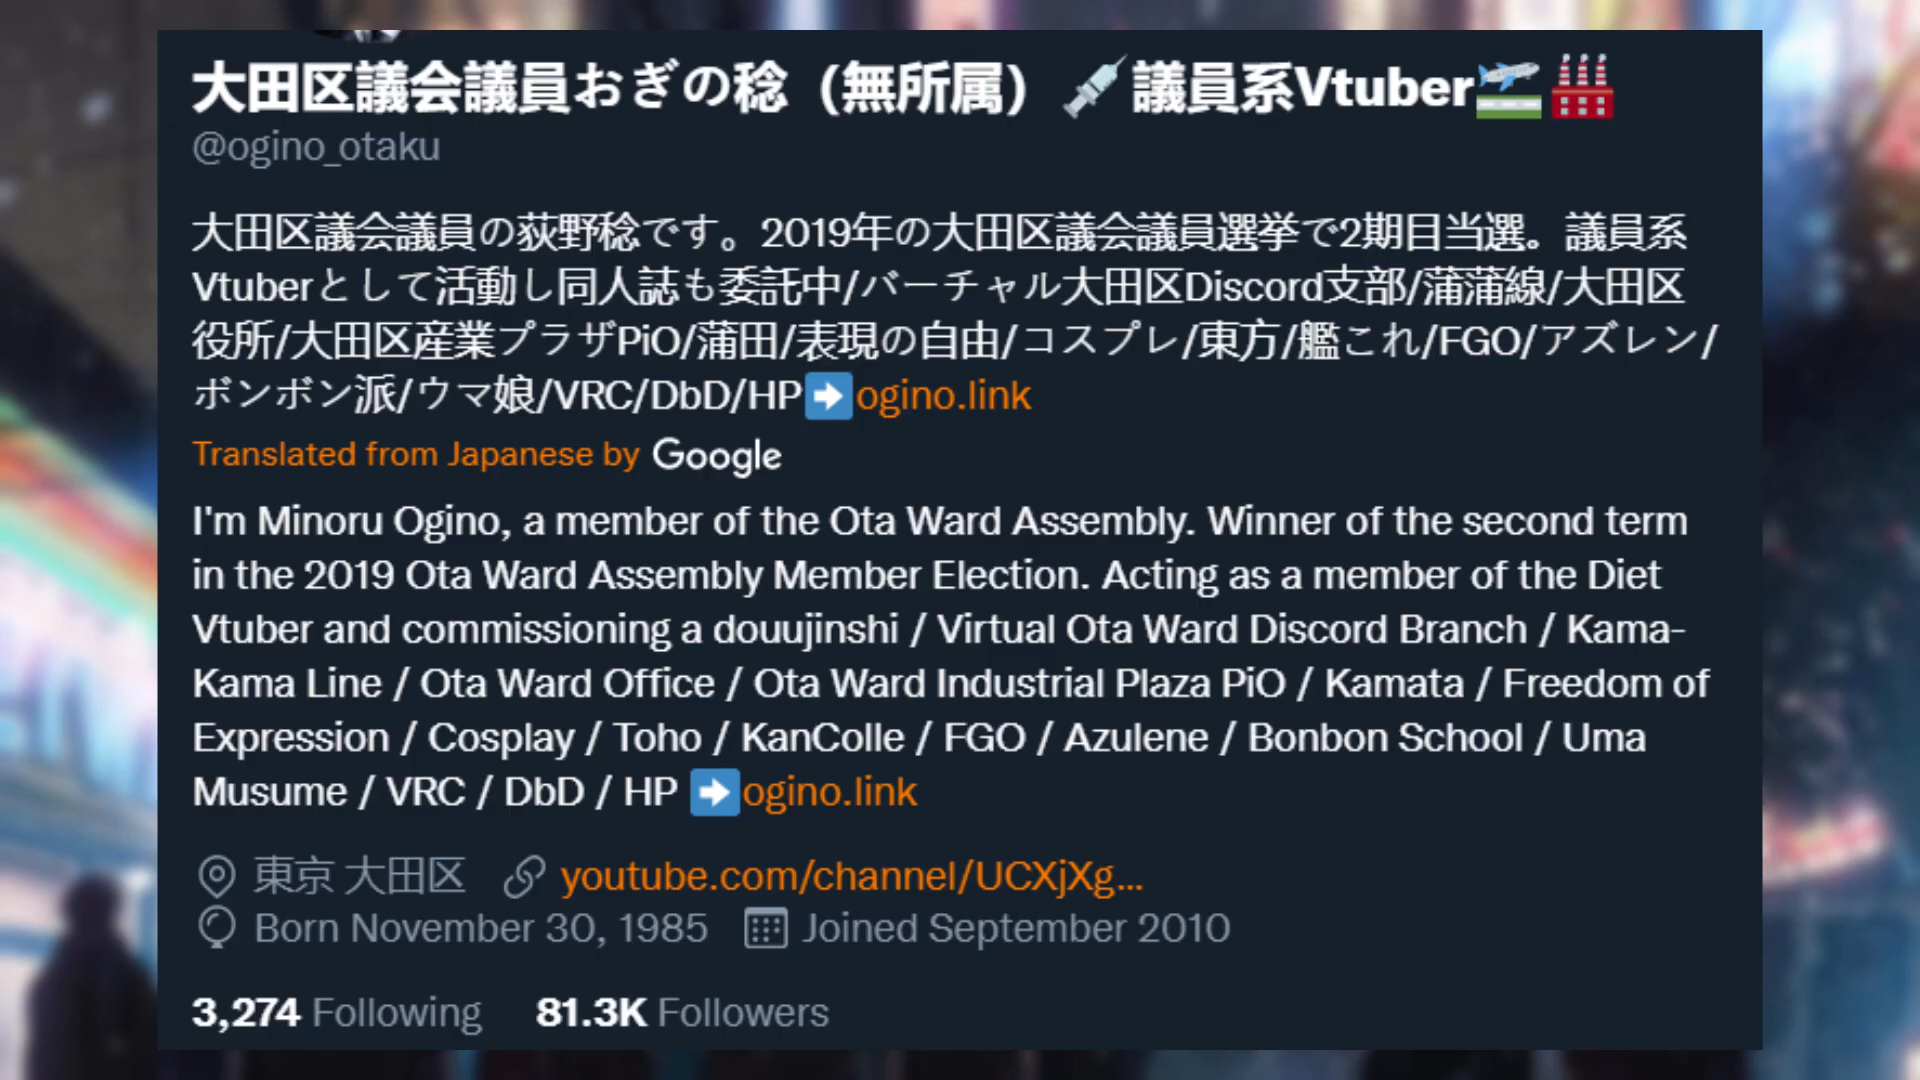 大田区議会議員おぎの稔（無所属）💉議員系Vtuber🛫🏭
@ogino_otaku
大田区議会議員の荻野稔です。2019年の大田区議会議員選挙で2期目当選。議員系
Vtuberとして活動し同人誌も委託中/バーチャル大田区Discord支部/蒲蒲線/大田区
役所/大田区産業プラザPiO/蒲田/表現の自由/コスプレ/東方/艦これ/FGO/アズレン/
ボンボン派/ウマ娘/VRC/DbD/HP➡ogino.link
Translated from Japanese by Google
I'm Minoru Ogino, a member of the Ota Ward Assembly. Winner of the second term
in the 2019 Ota Ward Assembly Member Election. Acting as a member of the Diet
Vtuber and commissioning a douujinshi / Virtual Ota Ward Discord Branch / Kama-
Kama Line / Ota Ward Office / Ota Ward Industrial Plaza PiO / Kamata / Freedom of
Expression / Cosplay / Toho / KanColle / FGO / Azulene / Bonbon School / Uma
Musume / VRC / DbD / HP ➡ogino.link
東京 大田区 youtube.com/channel/UCXjXg...
Born November 30, 1985 Joined September 2010
3,274 Following 81.3K Followers